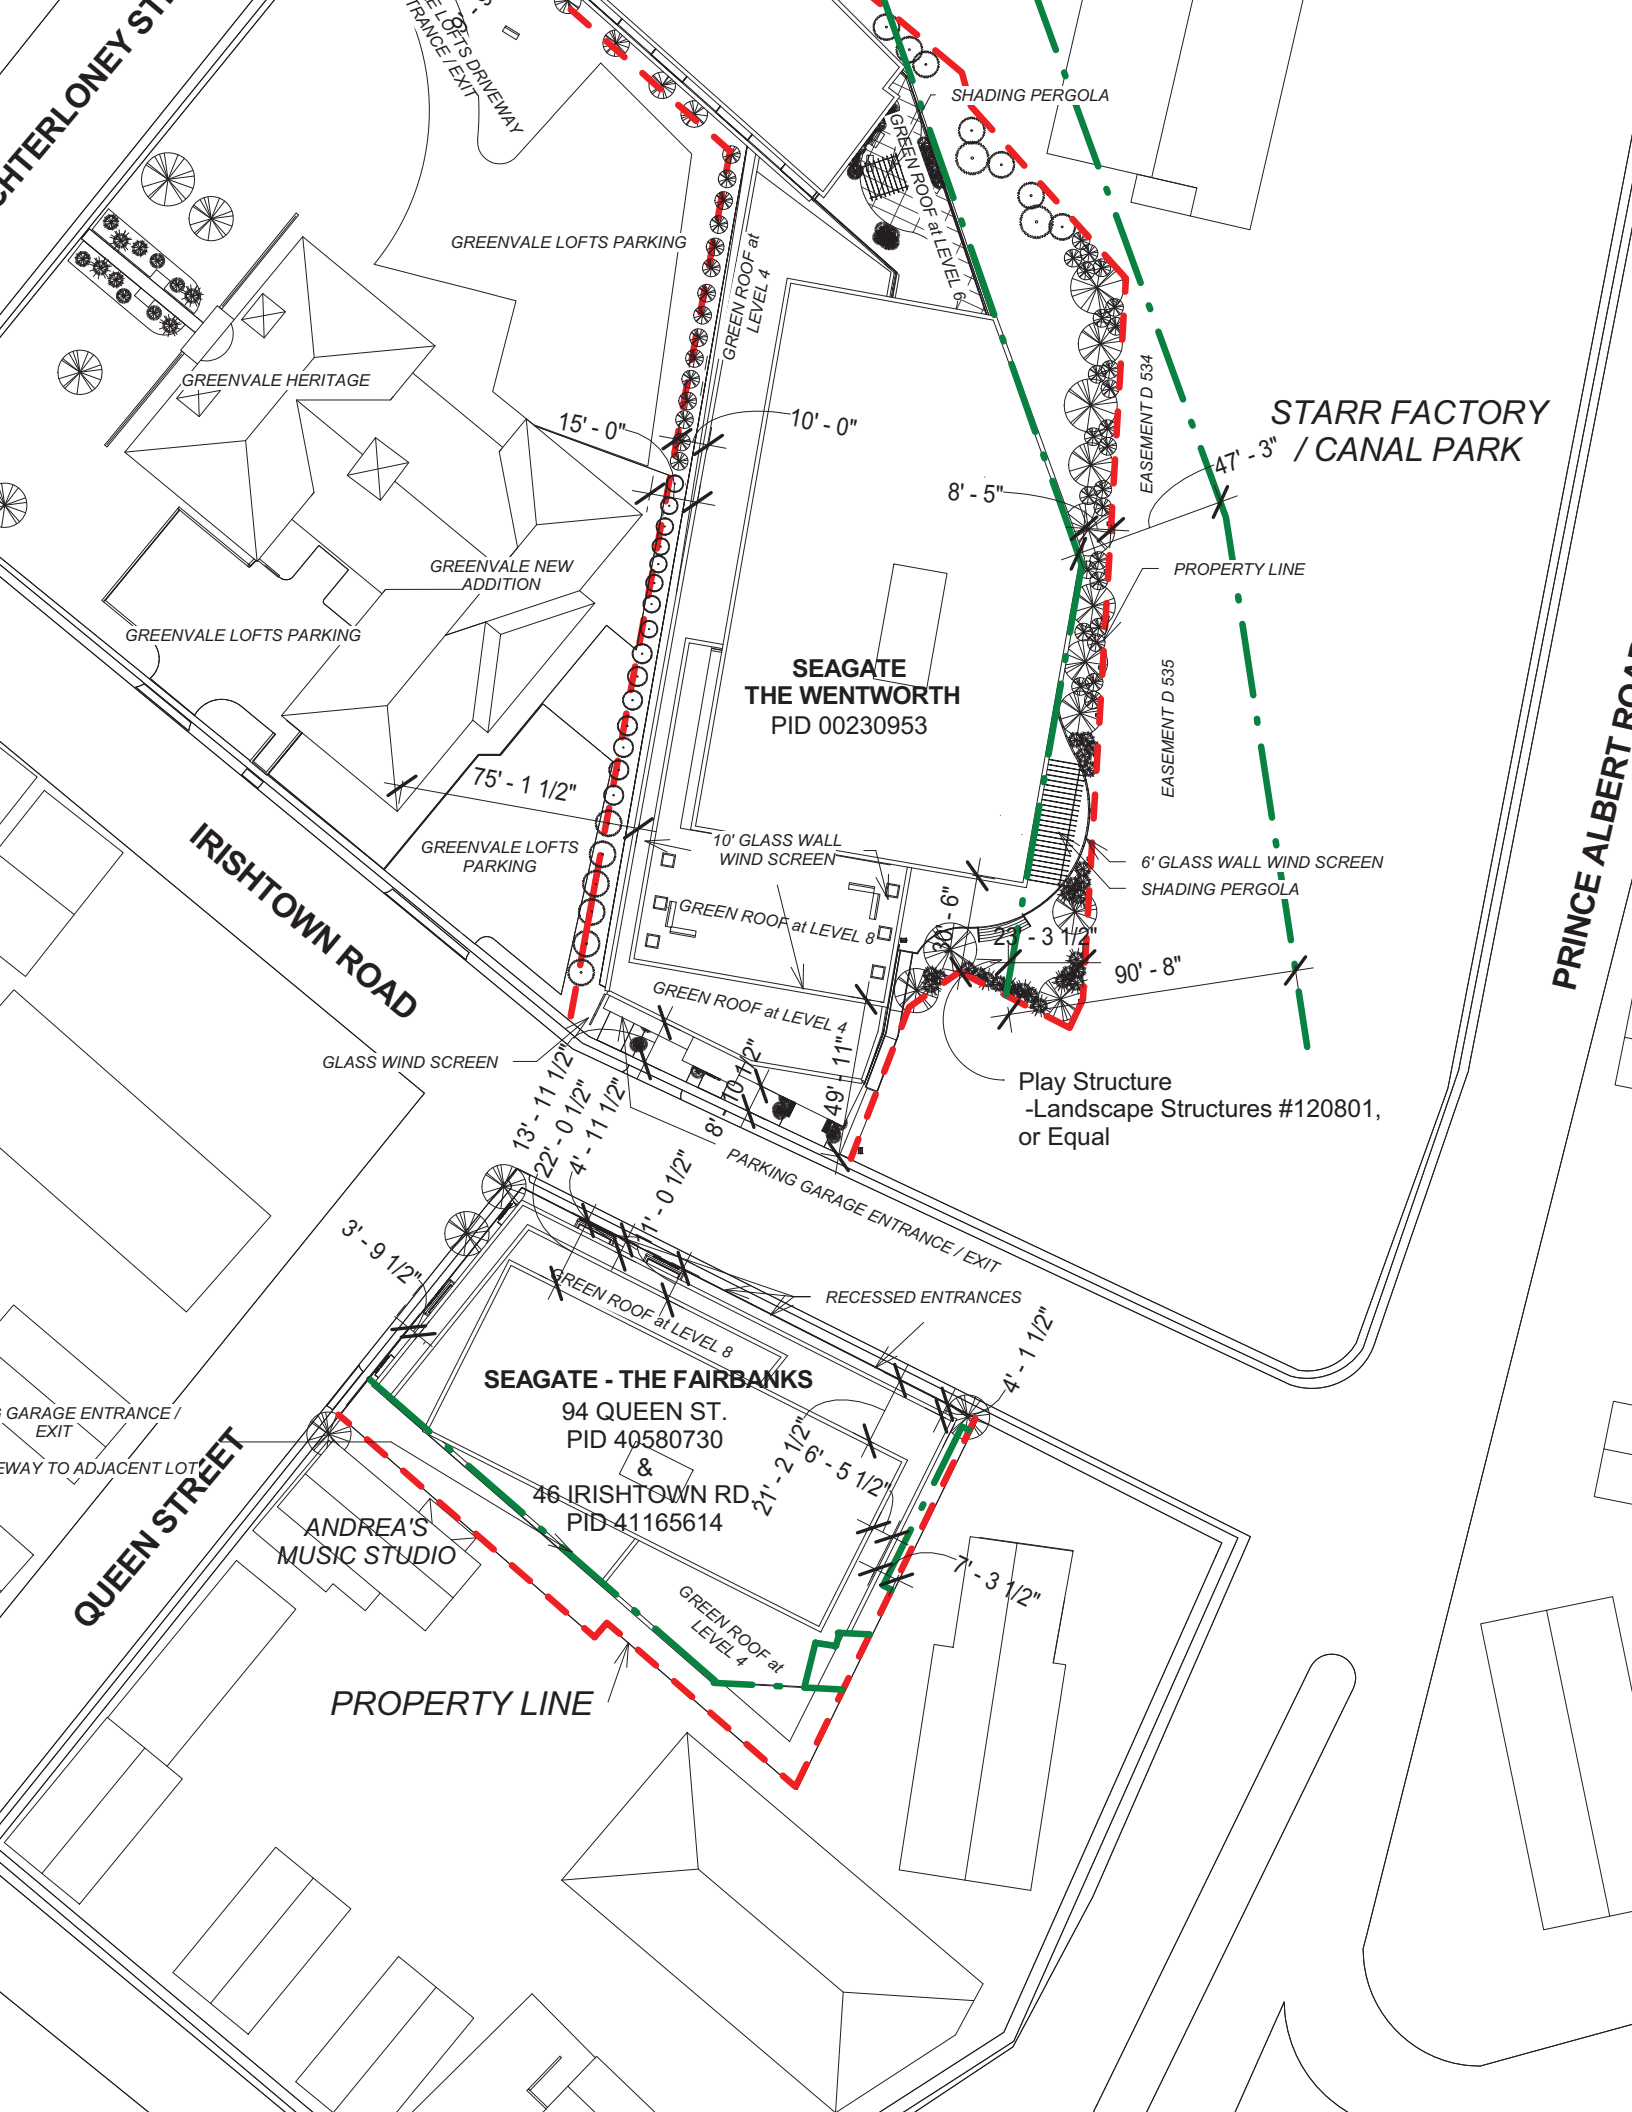 SHADING PERGOLA
GREEN ROOF at LEVEL 6
GREENVALE LOFTS PARKING
GREEN ROOF at
LEVEL 4
GREENVALE HERITAGE
15' - 0"
10' - 0"
EASEMENT D 534
STARR FACTORY
/ CANAL PARK
47' - 3"
8' - 5"
GREENVALE NEW
ADDITION
PROPERTY LINE
GREENVALE LOFTS PARKING
SEAGATE
THE WENTWORTH
PID 00230953
EASEMENT D 535
75' - 1 1/2"
IRISHTOWN ROAD
GREENVALE LOFTS
PARKING
10' GLASS WALL
WIND SCREEN
6' GLASS WALL WIND SCREEN
SHADING PERGOLA
PRINCE ALBERT
GREEN ROOF at LEVEL 8
30' - 6"
23' - 3 1/2"
90' - 8"
GREEN ROOF at LEVEL 4
GLASS WIND SCREEN
13' - 11 1/2"
22' - 0 1/2"
4' - 11 1/2"
8' - 10 1/2"
49' - 11"
Play Structure
-Landscape Structures #120801,
or Equal
PARKING GARAGE ENTRANCE / EXIT
3' - 9 1/2"
RECESSED ENTRANCES
GREEN ROOF at LEVEL 8
4' - 1 1/2"
SEAGATE - THE FAIRBANKS
94 QUEEN ST.
PID 40580730
&
46 IRISHTOWN RD.
PID 41165614
21' - 2 1/2"
6' - 5 1/2"
7' - 3 1/2"
GARAGE ENTRANCE /
EXIT
TO ADJACENT LOT
QUEEN STREET
ANDREA'S
MUSIC STUDIO
GREEN ROOF at
LEVEL 4
PROPERTY LINE